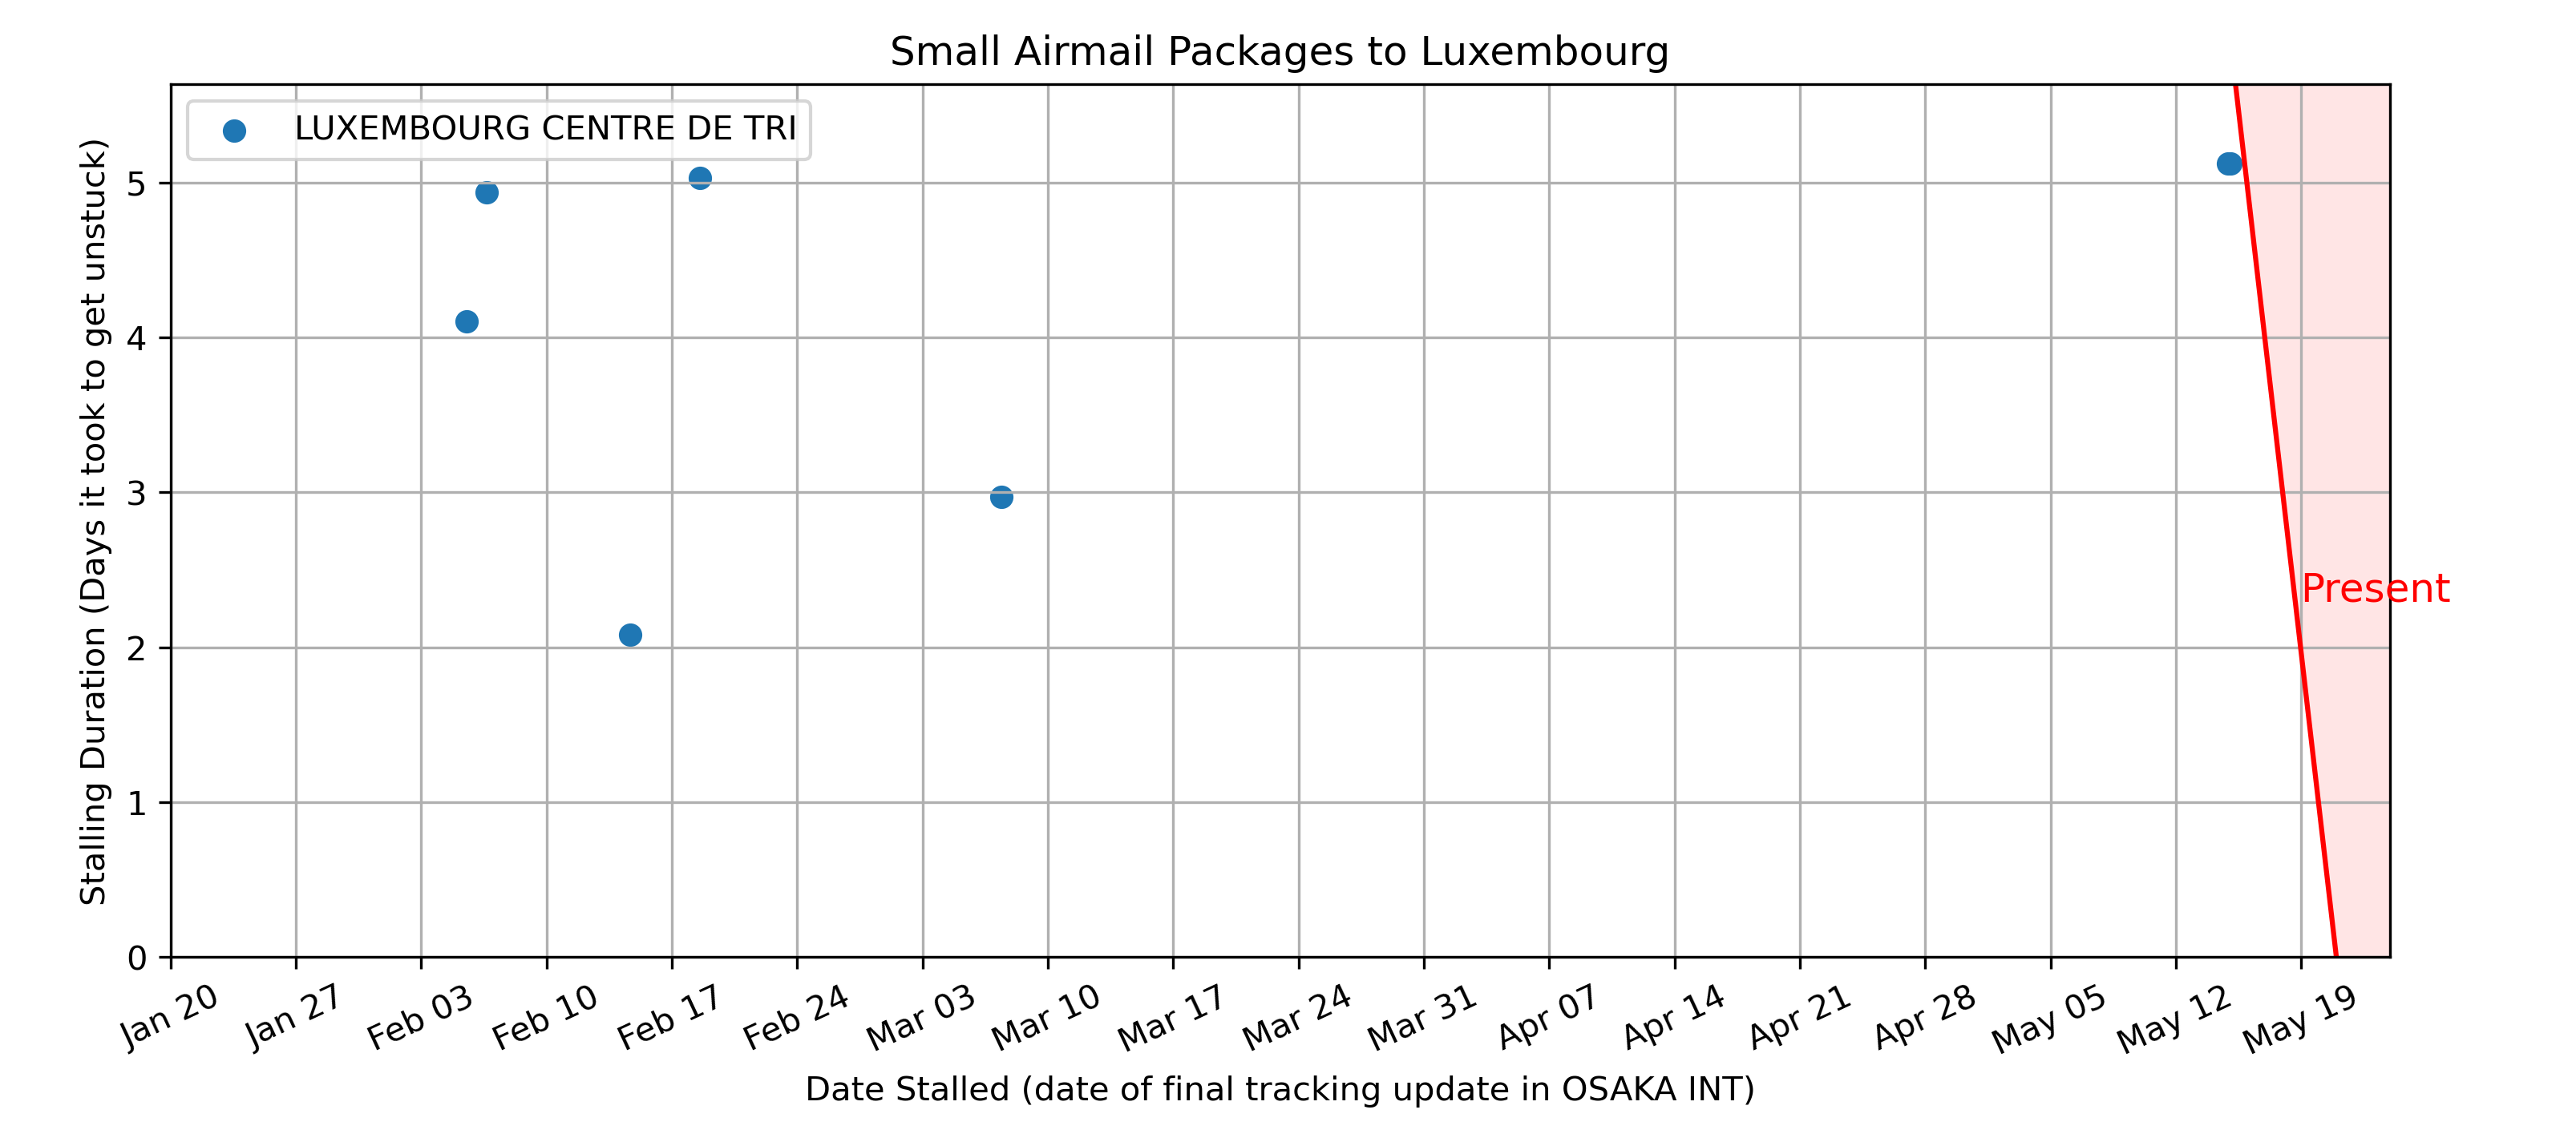 Small Airmail Packages to Luxembourg
LUXEMBOURG CENTRE DE TRI
Stalling Duration (Days it took to get unstuck)
5
4
3
2
1
0
Present
Jan 20
Jan 27
Feb 03
Feb 10
Feb 17
Feb 24
Mar 03
Mar 10
Mar 17
Mar 24
Mar 31
Apr 07
Apr 14
Apr 21
Apr 28
May 05
May 12
May 19
Date Stalled (date of final tracking update in OSAKA INT)